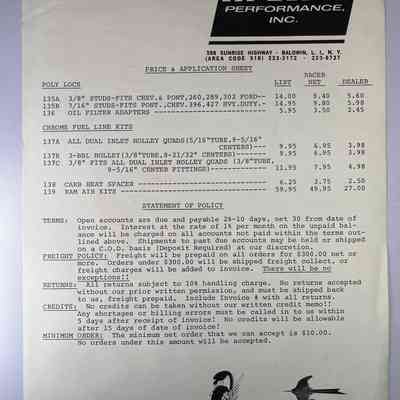 PERFORMANCE,
INC.
598 SUNRISE HIGHWAY - BALDWIN, L. I., N. Y.
(AREA CODE 516) 223-2172 - 223-8727
PRICE & APPLICATION SHEET
RACER
POLY LOCS LIST NET DEALER
135A 3/8" STUDS-FITS CHEV.& PONT,260,289,302 FORD-- 14.00 8.40 5.60
135B 7/16" STUDS-FITS PONT.,CHEV.396,427 HVY.DUTY.- 14.95 9.80 5.98
136 OIL FILTER ADAPTERS 5.95 3.50 2.45
CHROME FUEL LINE KITS
137A ALL DUAL INLET HOLLEY QUADS(5/16"TURE,9-5/16"
CENTERS)--- 9.95 6.95 3.98
137B 3-BBL HOLLEY(3/8"TURE,8-21/32" CENTERS)--- 9.95 6.95 3.98
137C 3/8" FITS ALL DUAL INLET HOLLEY QUADS (3/8"TURE,
9-5/16" CENTER FITTINGS)--- 11.95 7.95 4.98
138 CARB HEAT SPACER 6.25 3.75 2.50
139 RAM AIR KITS 59.95 49.95 27.00
STATEMENT OF POLICY
TERMS: Open accounts are due and payable 2%-10 days, net 30 from date of
invoice. Interest at the rate of 1% per month on the unpaid bal-
ance will be charged on all accounts not paid within the terms out-
lined above. Shipments to past due accounts may be held or shipped
on a C.O.D. basis (Deposit Required) at our discretion.
FREIGHT POLICY: Freight will be prepaid on all orders for $300.00 net or
more. Orders under $300.00 will be shipped freight collect, or
freight charges will be added to invoice. There will be no
exceptions!!
RETURNS: All returns subject to 10% handling charge. No returns accepted
without our prior written permission, and must be shipped back
to us, freight prepaid. Include Invoice # with all returns.
CREDITS: No credits can be taken without our written credit memo!!
Any shortages or billing errors must be called in to us within
5 days after receipt of invoice! No credits will be allowable
after 15 days date of invoice!
MINIMUM ORDER: The minimum net order that we can accept is $10.00.
No orders under this amount will be accepted.